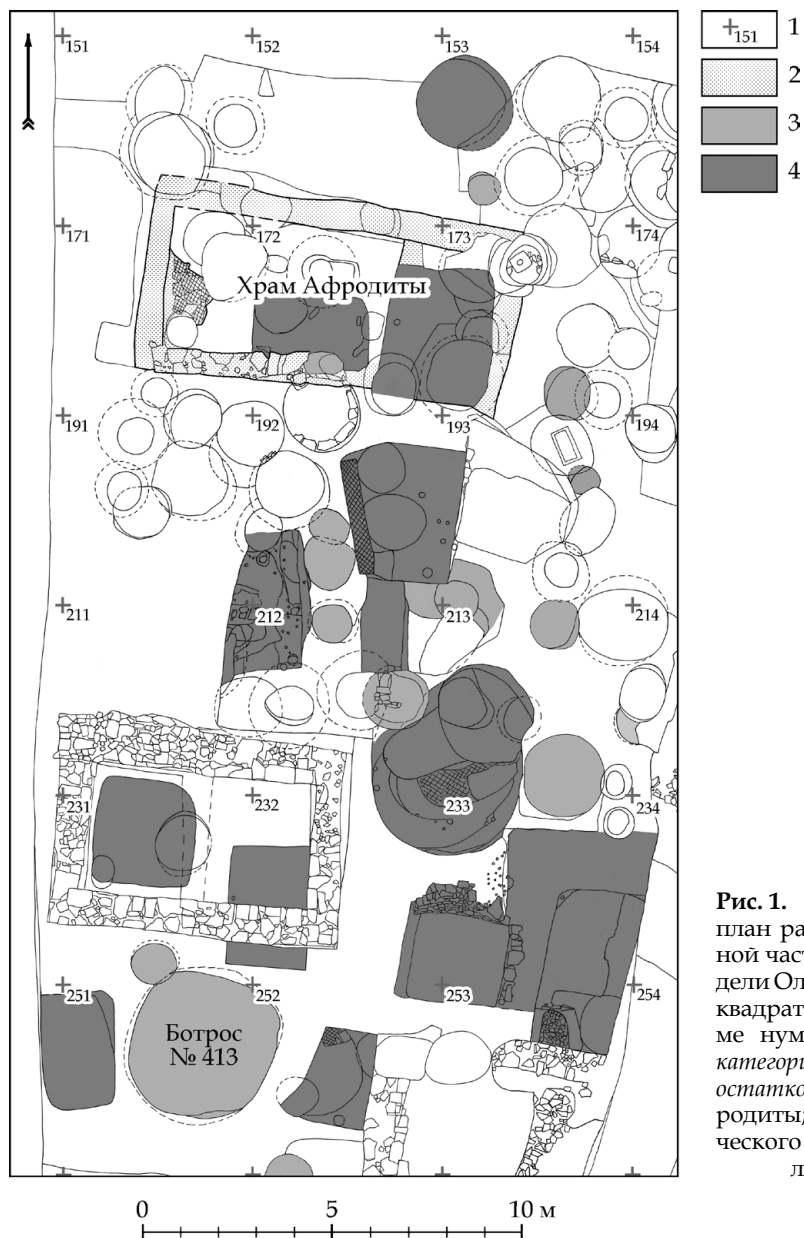 151 152 153 154
151 1
2
3
4
171 172 173 174
Храм Афродиты
191 192 193 194
211 212 213 214
231 232 233 234
251 252 253 254
Ботрос
№ 413
0 5 10 м
Рис. 1.
план ра
ной част
дели Ол
квадрат
ме нум
категори
остатко
родиты;
ческого
л